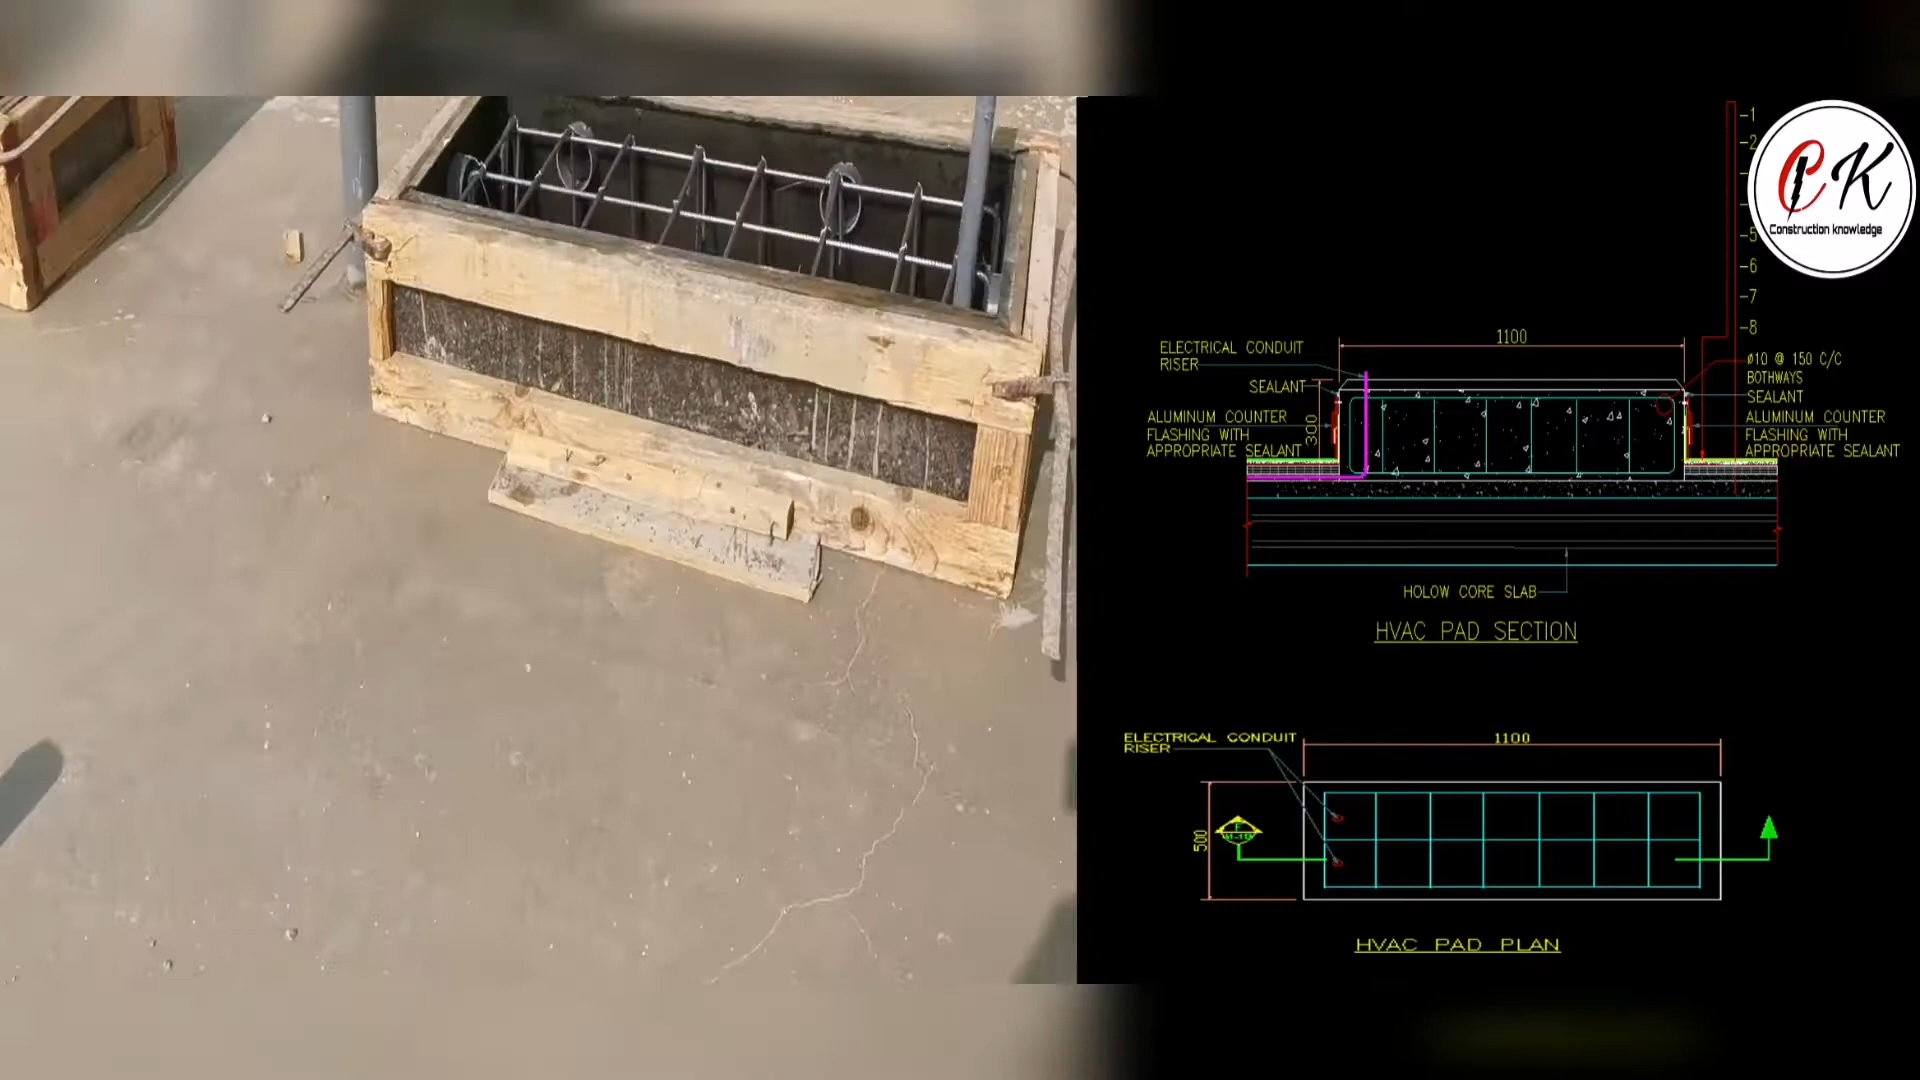 CK
Construction knowledge
1
2
5
6
7
8
1100
ELECTRICAL CONDUIT
RISER
SEALANT
ALUMINUM COUNTER
FLASHING WITH
APPROPRIATE SEALANT
300
Ø10 @ 150 C/C
BOTHWAYS
SEALANT
ALUMINUM COUNTER
FLASHING WITH
APPROPRIATE SEALANT
HOLOW CORE SLAB
HVAC PAD SECTION
ELECTRICAL CONDUIT
RISER
1100
500
F
HVAC PAD PLAN